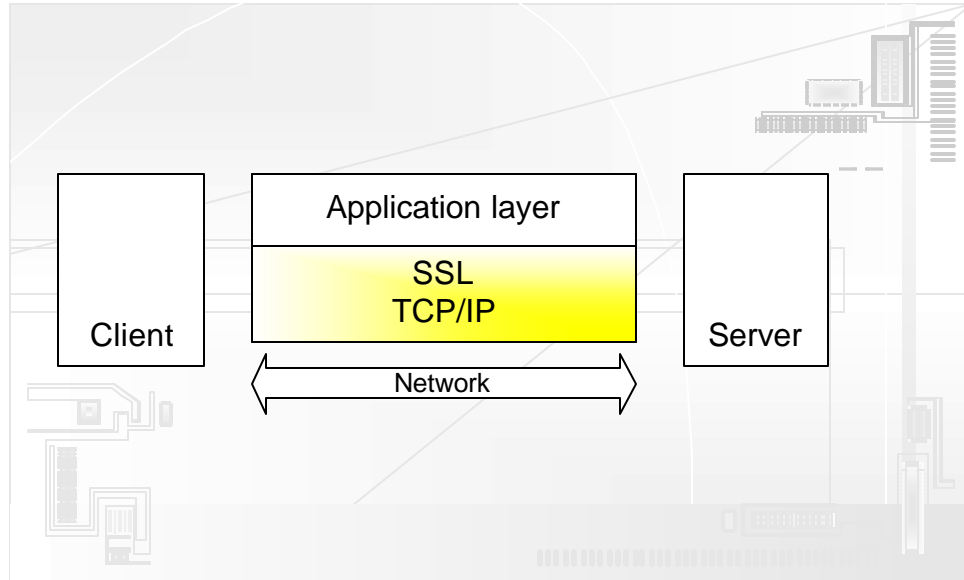 Application layer
SSL
TCP/IP
Client
Server
Network